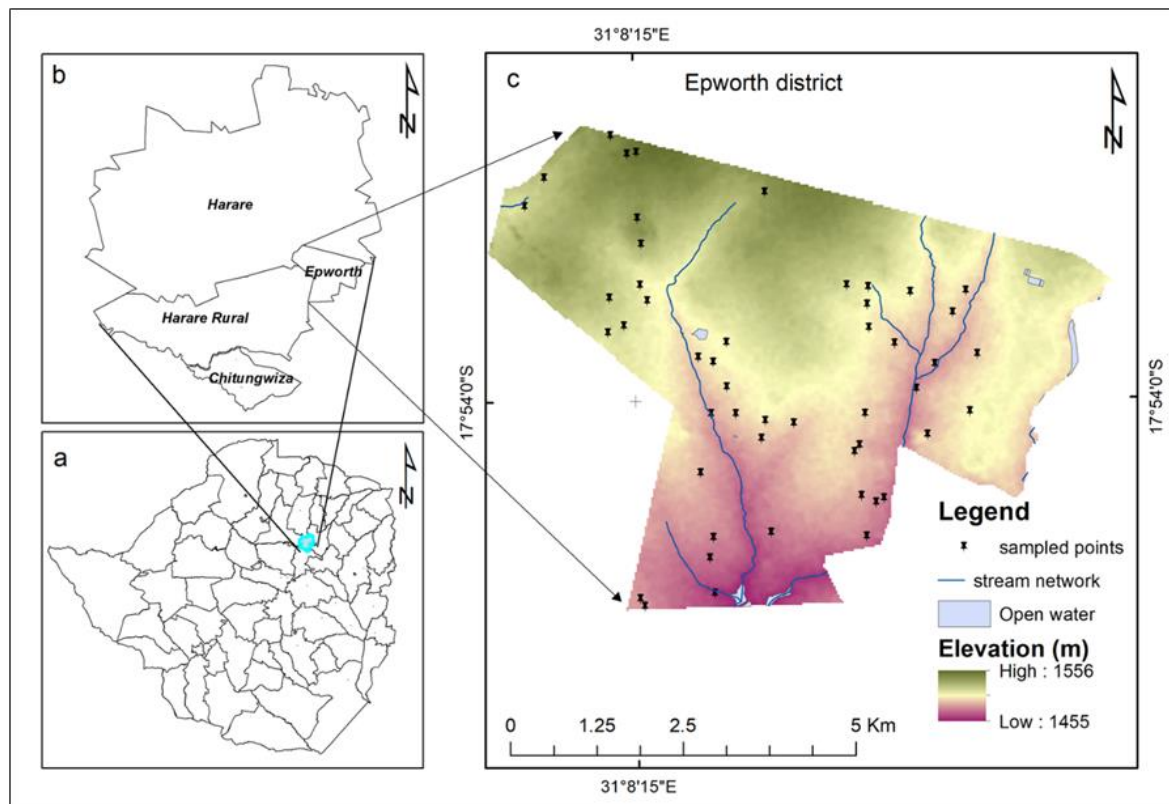 b
N
Harare
Epworth
Harare Rural
Chitungwiza
a
N
31°8'15"E
c
Epworth district
N
17°54'0"S
17°54'0"S
Legend
sampled points
stream network
Open water
Elevation (m)
High : 1556
Low : 1455
0 1.25 2.5 5 Km
31°8'15"E